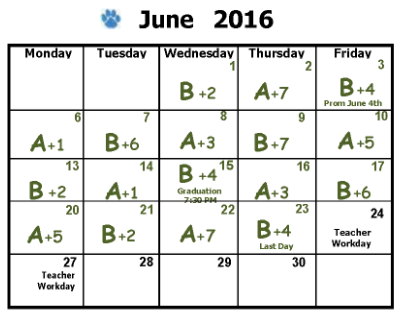 June 2016
Monday Tuesday Wednesday Thursday Friday
1 2 3
B +2 A +7 B +4
Prom June 4th
6 7 8 9 10
A +1 B +6 A +3 B +7 A +5
13 14 15 16 17
B +2 A +1 B +4 A +3 B +6
Graduation
7:30 PM
20 21 22 23 24
A +5 B +2 A +7 B +4 Teacher
Last Day Workday
27 28 29 30
Teacher
Workday